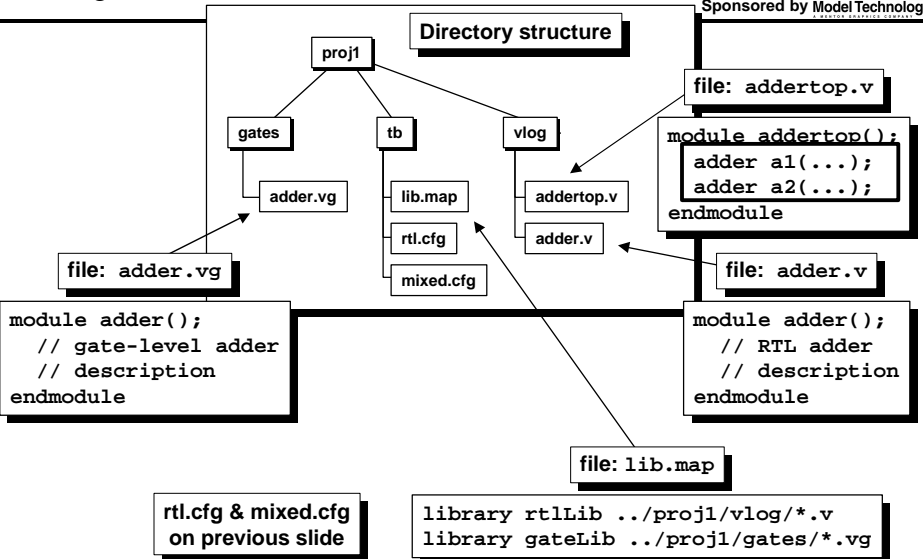 Sponsored by Model Technolog
A MENTOR GRAPHICS COMPANY
Directory structure
proj1
gates
tb
vlog
adder.vg
lib.map
rtl.cfg
mixed.cfg
addertop.v
adder.v
file: addertop.v
module addertop();
adder a1(...);
adder a2(...);
endmodule
file: adder.vg
module adder();
// gate-level adder
// description
endmodule
file: adder.v
module adder();
// RTL adder
// description
endmodule
file: lib.map
library rtlLib ../proj1/vlog/*.v
library gateLib ../proj1/gates/*.vg
rtl.cfg & mixed.cfg
on previous slide